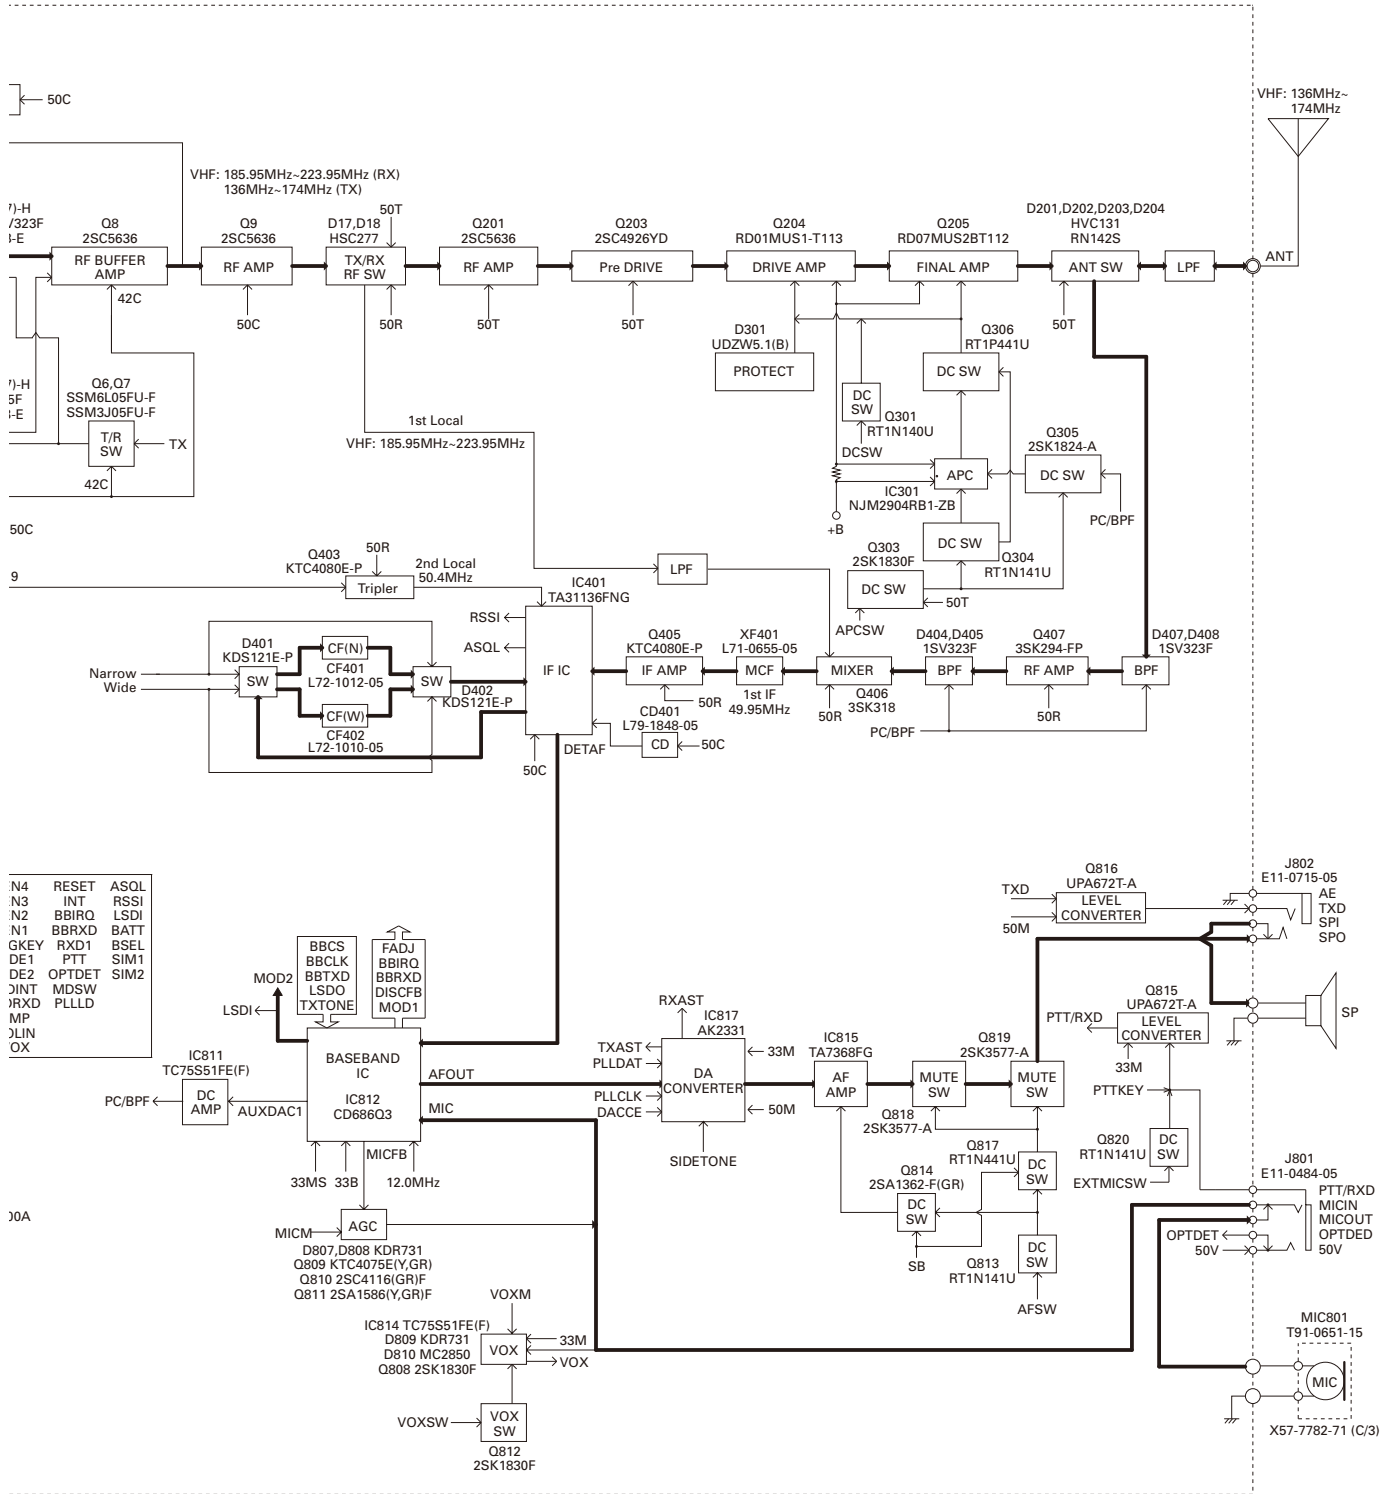 50C
VHF: 136MHz~
174MHz
VHF: 185.95MHz~223.95MHz (RX)
136MHz~174MHz (TX)
7)-H
V323F
-E
Q8
2SC5636
RF BUFFER
AMP
42C
Q9
2SC5636
RF AMP
50C
D17,D18
HSC277
50T
TX/RX
RF SW
50R
Q201
2SC5636
RF AMP
50T
Q203
2SC4926YD
Pre DRIVE
50T
Q204
RD01MUS1-T113
DRIVE AMP
Q205
RD07MUS2BT112
FINAL AMP
D201,D202,D203,D204
HVC131
RN142S
ANT SW
50T
LPF
ANT
D301
UDZW5.1(B)
PROTECT
Q306
RT1P441U
DC SW
DC
SW
Q301
RT1N140U
DCSW
7)-H
5F
-E
Q6,Q7
SSM6L05FU-F
SSM3J05FU-F
T/R
SW
TX
42C
1st Local
VHF: 185.95MHz~223.95MHz
Q305
2SK1824-A
DC SW
PC/BPF
APC
IC301
NJM2904RB1-ZB
+B
50C
DC SW
Q304
RT1N141U
Q303
2SK1830F
DC SW
50T
APCSW
9
Q403
KTC4080E-P
50R
Tripler
2nd Local
50.4MHz
LPF
IC401
TA31136FNG
RSSI
ASQL
IF IC
Narrow
Wide
D401
KDS121E-P
SW
CF(N)
CF401
L72-1012-05
CF(W)
CF402
L72-1010-05
SW
D402
KDS121E-P
50C
DETAF
Q405
KTC4080E-P
IF AMP
50R
CD401
L79-1848-05
CD
50C
XF401
L71-0655-05
MCF
1st IF
49.95MHz
MIXER
Q406
3SK318
50R
D404,D405
1SV323F
BPF
Q407
3SK294-FP
RF AMP
50R
D407,D408
1SV323F
BPF
PC/BPF
EN4 RESET ASQL
EN3 INT RSSI
EN2 BBIRQ LSDI
EN1 BBRXD BATT
GKEY RXD1 BSEL
DE1 PTT SIM1
DE2 OPTDET SIM2
INT MDSW
RXD PLLLD
MP
OLIN
VOX
MOD2
LSDI
BBCS
BBCLK
BBTXD
LSDO
TXTONE
FADJ
BBIRQ
BBRXD
DISCFB
MOD1
BASEBAND
IC
IC812
CD686Q3
AFOUT
MIC
IC811
TC75S51FE(F)
DC
AMP
PC/BPF
AUXDAC1
33MS
33B
MICFB
12.0MHz
MICM
AGC
D807,D808 KDR731
Q809 KTC4075E(Y,GR)
Q810 2SC4116(GR)F
Q811 2SA1586(Y,GR)F
00A
RXAST
IC817
AK2331
TXAST
PLLDAT
PLLCLK
DACCE
DA
CONVERTER
33M
50M
SIDETONE
IC815
TA7368FG
AF
AMP
MUTE
SW
Q818
2SK3577-A
Q819
2SK3577-A
MUTE
SW
Q817
RT1N441U
DC
SW
Q814
2SA1362-F(GR)
DC
SW
SB
Q813
RT1N141U
DC
SW
AFSW
Q816
UPA672T-A
TXD
LEVEL
CONVERTER
50M
J802
E11-0715-05
AE
TXD
SPI
SPO
Q815
UPA672T-A
PTT/RXD
LEVEL
CONVERTER
33M
SP
PTTKEY
Q820
RT1N141U
DC
SW
EXTMICSW
J801
E11-0484-05
PTT/RXD
MICIN
MICOUT
OPTDED
50V
OPTDET
50V
VOXM
IC814 TC75S51FE(F)
D809 KDR731
D810 MC2850
Q808 2SK1830F
VOX
33M
VOX
VOXSW
VOX
SW
Q812
2SK1830F
MIC801
T91-0651-15
MIC
X57-7782-71 (C/3)